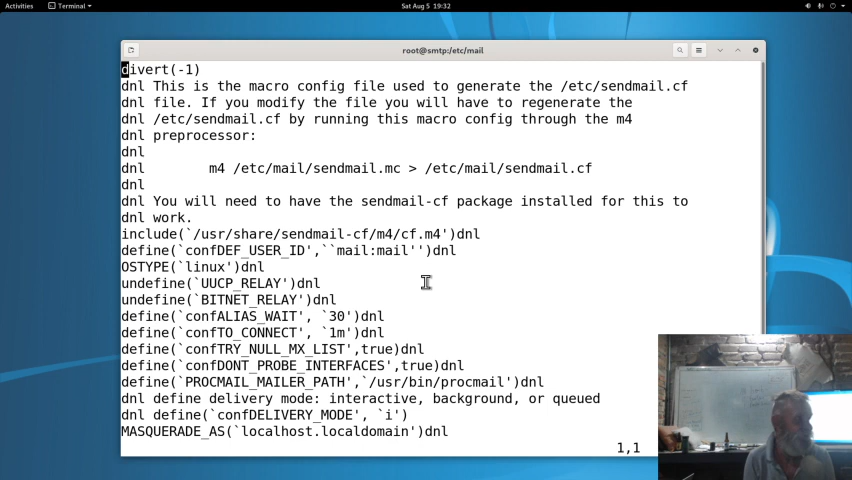 Activities Terminal Sat Aug 5 19:32
root@smtp:/etc/mail
divert(-1)
dnl This is the macro config file used to generate the /etc/sendmail.cf
dnl file. If you modify the file you will have to regenerate the
dnl /etc/sendmail.cf by running this macro config through the m4
dnl preprocessor:
dnl
dnl        m4 /etc/mail/sendmail.mc > /etc/mail/sendmail.cf
dnl
dnl You will need to have the sendmail-cf package installed for this to
dnl work.
include(`/usr/share/sendmail-cf/m4/cf.m4')dnl
define(`confDEF_USER_ID',``mail:mail'')dnl
OSTYPE(`linux')dnl
undefine(`UUCP_RELAY')dnl
undefine(`BITNET_RELAY')dnl
define(`confALIAS_WAIT', `30')dnl
define(`confTO_CONNECT', `1m')dnl
define(`confTRY_NULL_MX_LIST',true)dnl
define(`confDONT_PROBE_INTERFACES',true)dnl
define(`PROCMAIL_MAILER_PATH',`/usr/bin/procmail')dnl
dnl define delivery mode: interactive, background, or queued
dnl define(`confDELIVERY_MODE', `i')
MASQUERADE_AS(`localhost.localdomain')dnl
1,1